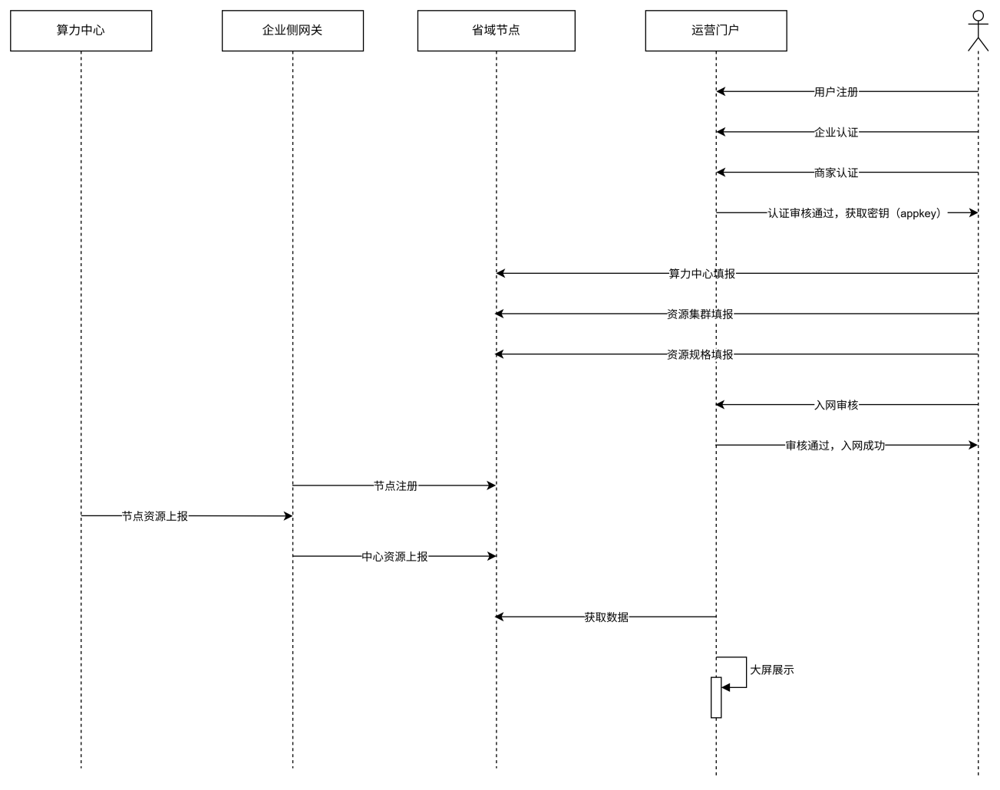 算力中心
企业侧网关
省域节点
运营门户
用户注册
企业认证
商家认证
认证审核通过，获取密钥（appkey）
算力中心填报
资源集群填报
资源规格填报
入网审核
审核通过，入网成功
节点注册
节点资源上报
中心资源上报
获取数据
大屏展示